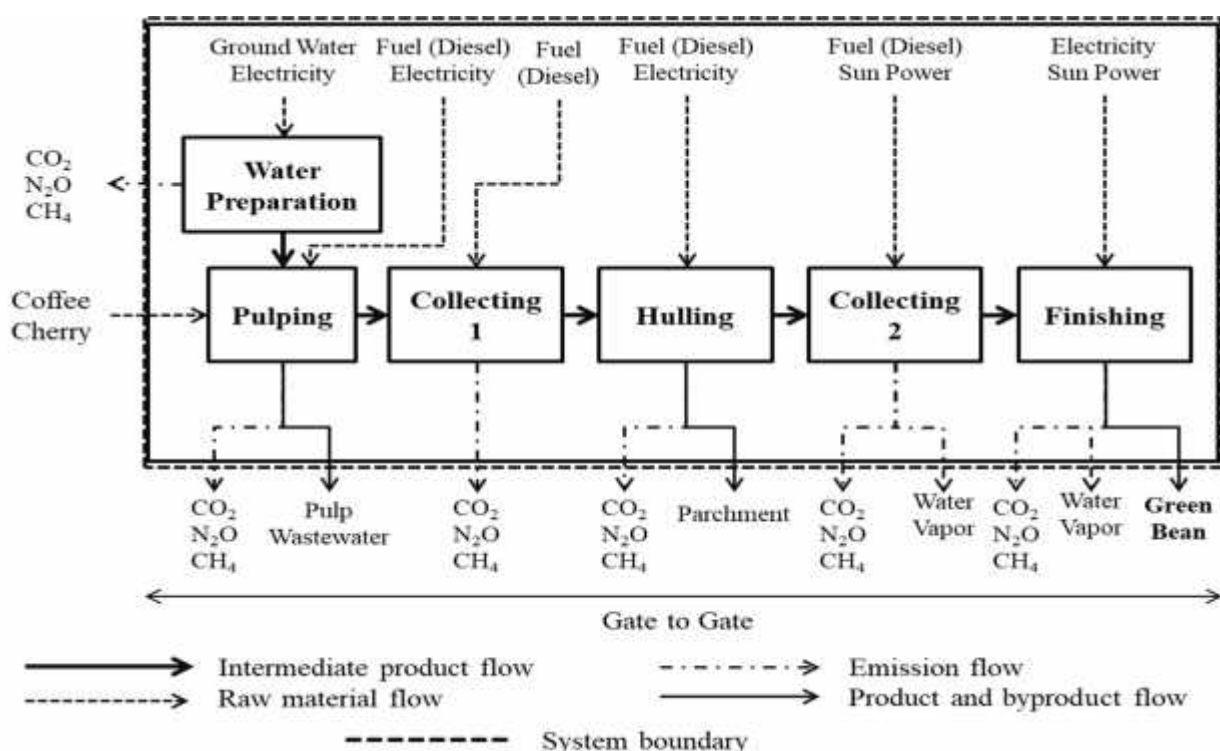 Ground Water
Electricity
Fuel (Diesel)
Electricity
Fuel
(Diesel)
Fuel (Diesel)
Electricity
Fuel (Diesel)
Sun Power
Electricity
Sun Power
CO₂
N₂O
CH₄
Water
Preparation
Coffee
Cherry
Pulping
Collecting
1
Hulling
Collecting
2
Finishing
CO₂
N₂O
CH₄
Pulp
Wastewater
CO₂
N₂O
CH₄
CO₂
N₂O
CH₄
Parchment
CO₂
N₂O
CH₄
Water
Vapor
CO₂
N₂O
CH₄
Water
Vapor
Green
Bean
Gate to Gate
Intermediate product flow
Emission flow
Raw material flow
Product and byproduct flow
System boundary